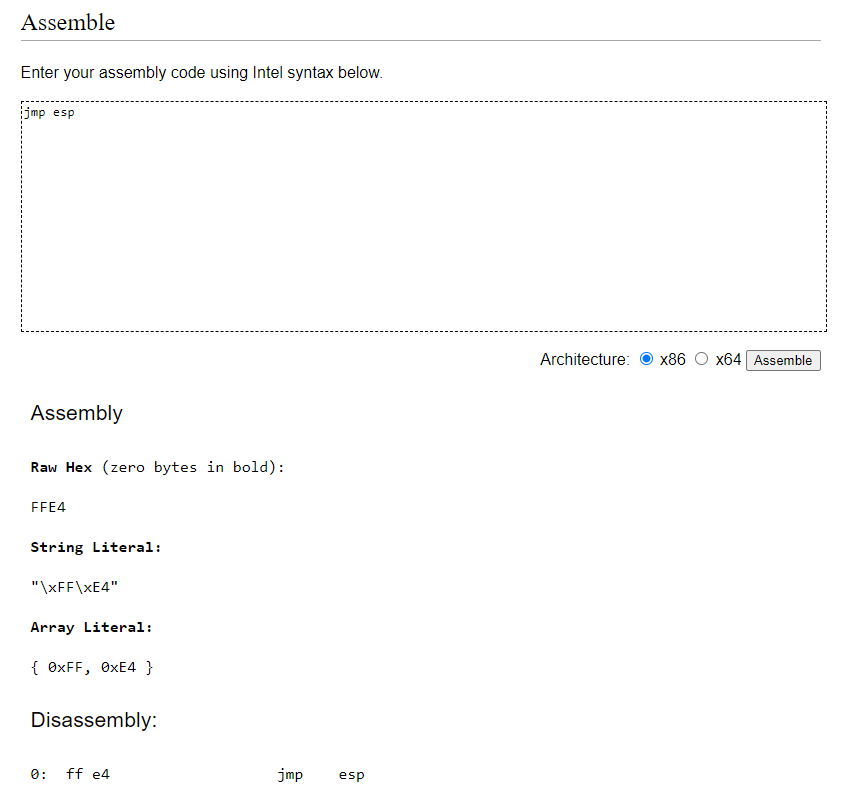 Assemble
Enter your assembly code using Intel syntax below.
jmp esp
Architecture: x86 x64 Assemble
Assembly
Raw Hex (zero bytes in bold):
FFE4
String Literal:
"\xFF\xE4"
Array Literal:
{ 0xFF, 0xE4 }
Disassembly:
0: ff e4 jmp esp